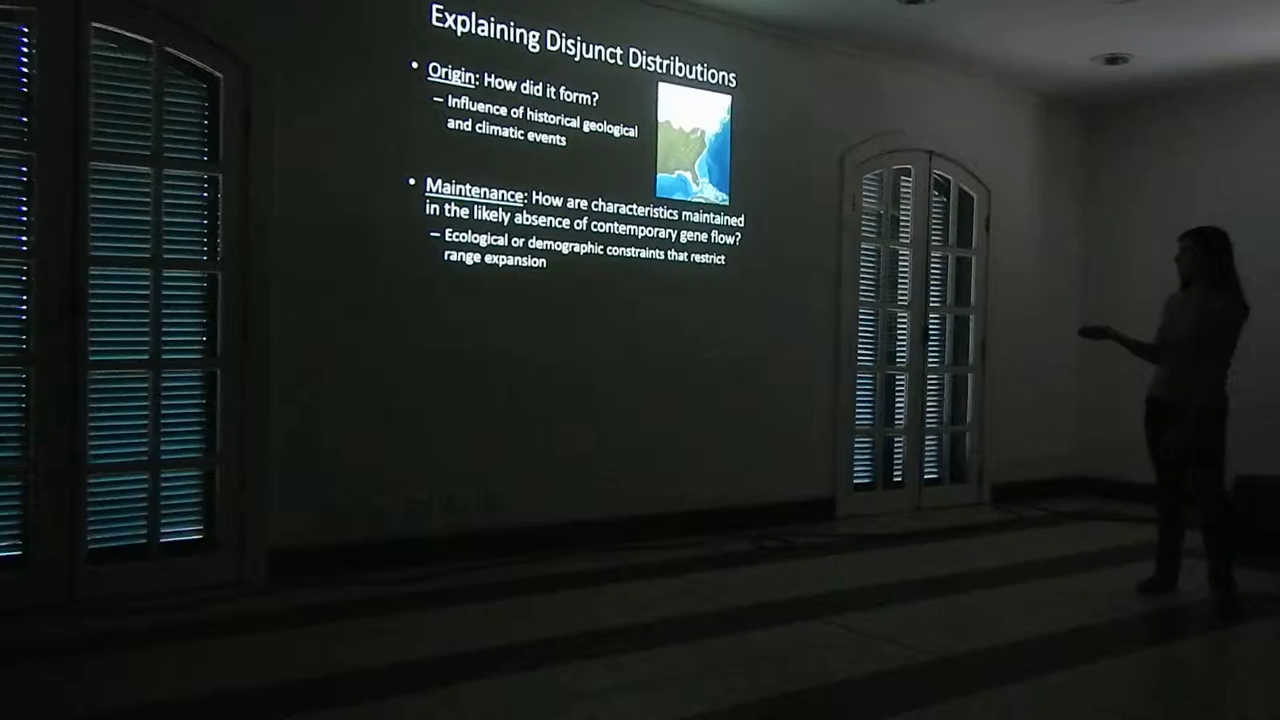 Explaining Disjunct Distributions
• Origin: How did it form?
– Influence of historical geological
and climatic events
• Maintenance: How are characteristics maintained
in the likely absence of contemporary gene flow?
– Ecological or demographic constraints that restrict
range expansion